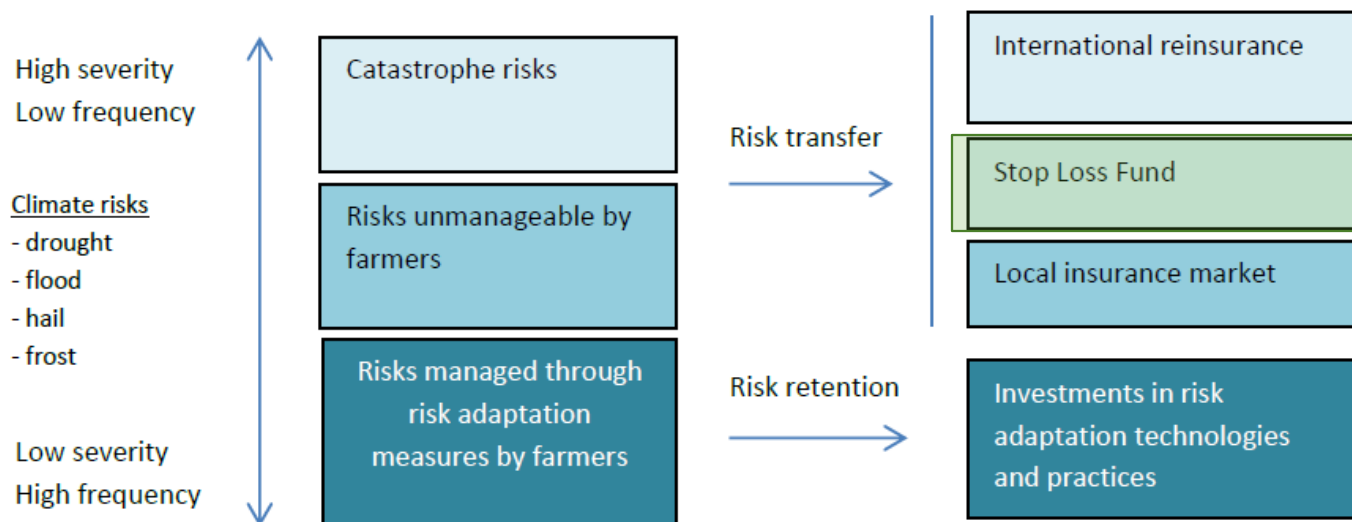 High severity
Low frequency
Climate risks
- drought
- flood
- hail
- frost
Low severity
High frequency
Catastrophe risks
Risks unmanageable by
farmers
Risks managed through
risk adaptation
measures by farmers
Risk transfer
Risk retention
International reinsurance
Stop Loss Fund
Local insurance market
Investments in risk
adaptation technologies
and practices